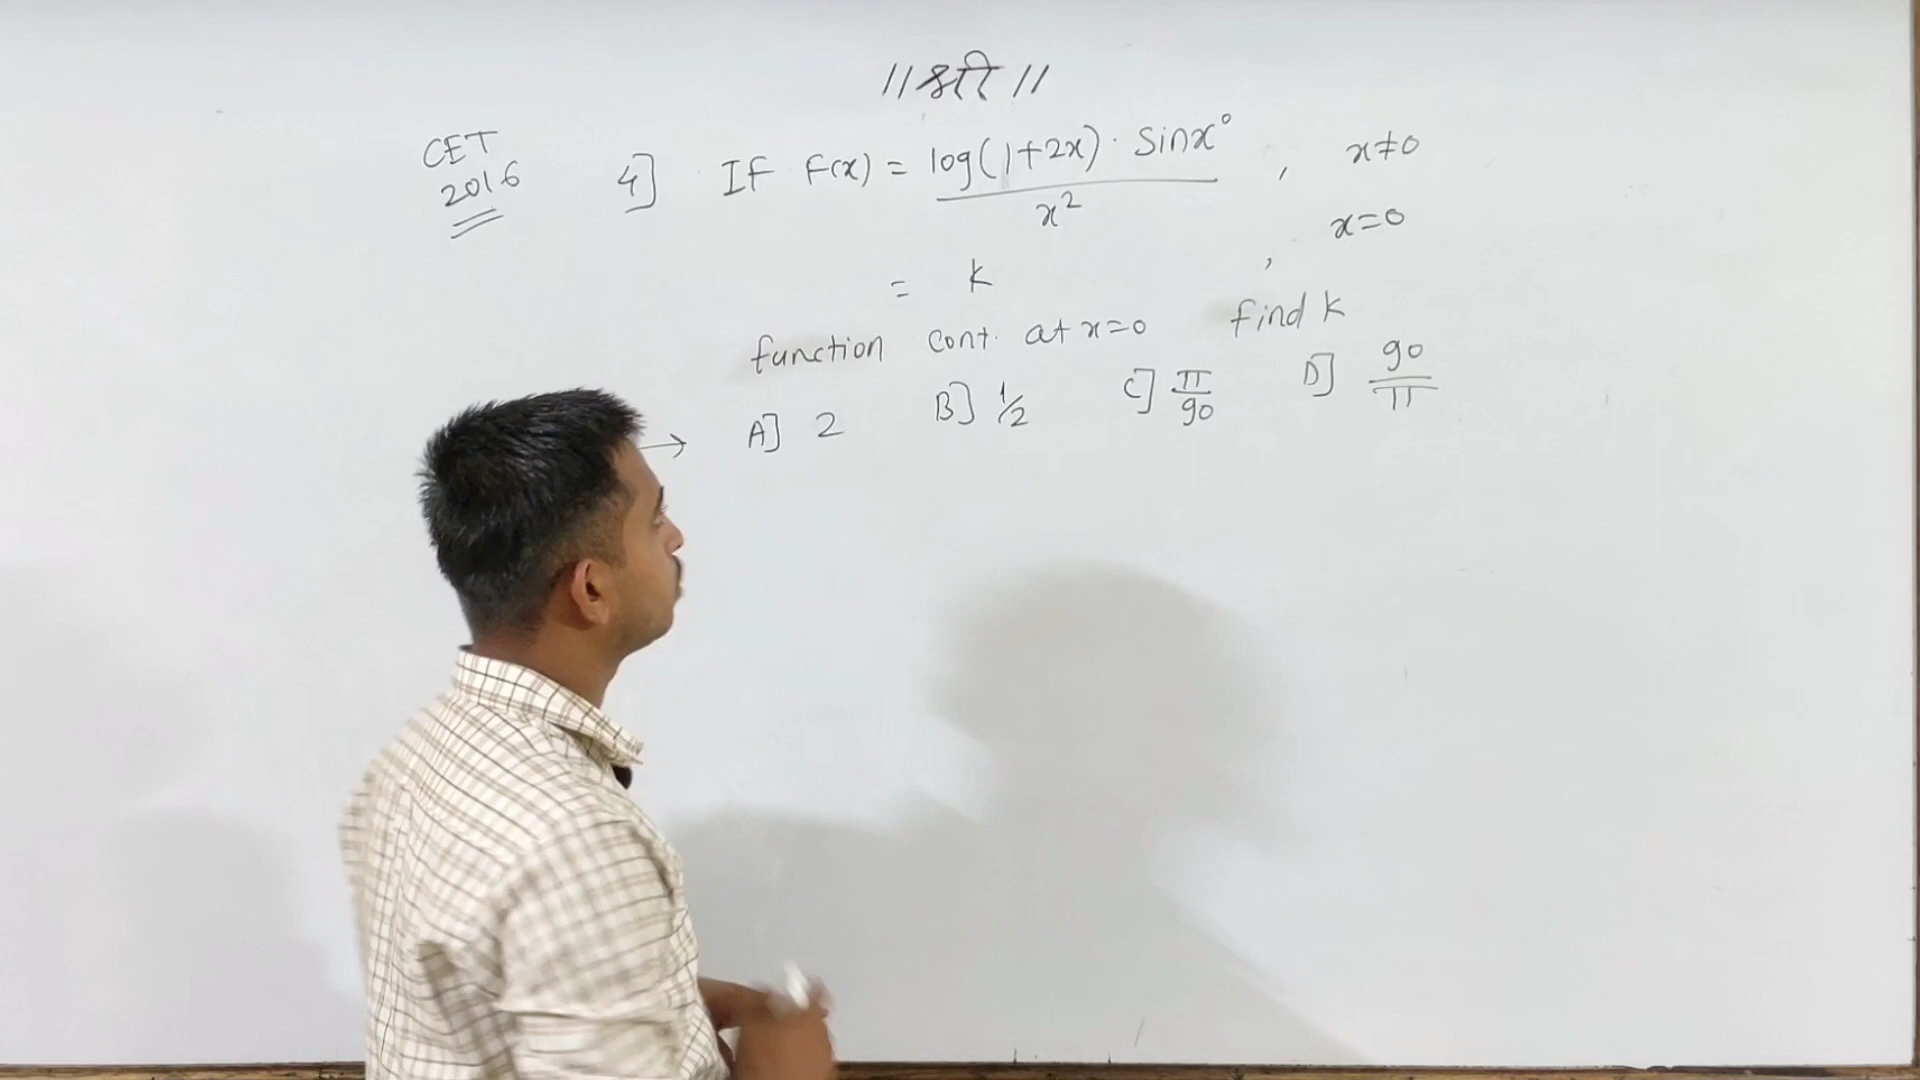 ||श्री||
CET
2016
4] If F(x) = log(1+2x) · Sinx° / x² , x≠0
= k , x=0
function cont. at x=0 find k
→ A] 2 B] 1/2 C] π/90 D] 90/π